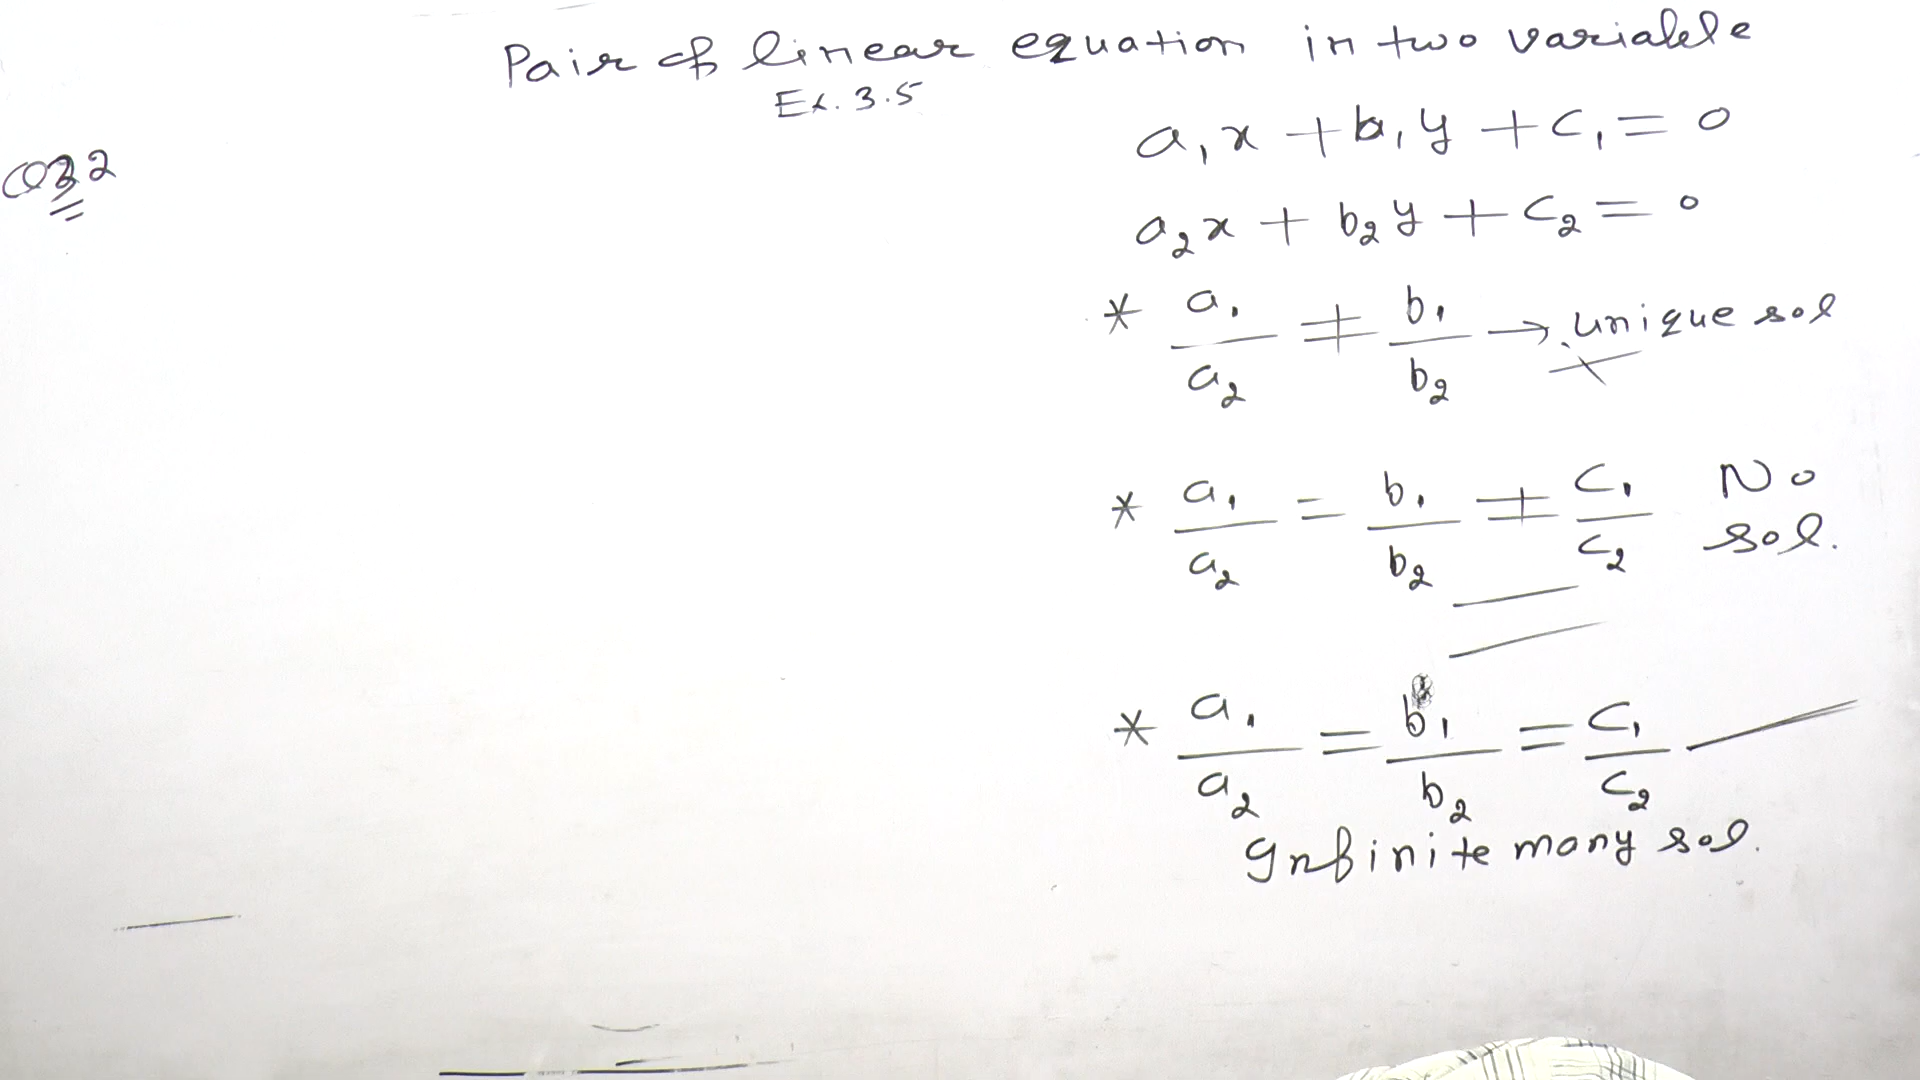 Pair of linear equation in two variable
Ex. 3.5
Q 2
a₁x + b₁y + c₁ = 0
a₂x + b₂y + c₂ = 0
* a₁/a₂ ≠ b₁/b₂ → unique sol
* a₁/a₂ = b₁/b₂ ≠ c₁/c₂ No sol.
* a₁/a₂ = b₁/b₂ = c₁/c₂
Infinite many sol.